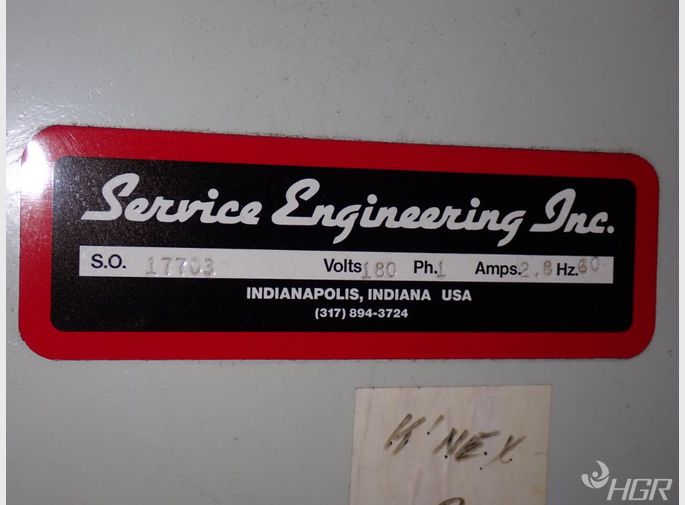 Service Engineering Inc.
S.O. 17703 Volts 180 Ph. 1 Amps. 2.8 Hz. 60
INDIANAPOLIS, INDIANA USA
(317) 894-3724
K'NEX
HGR